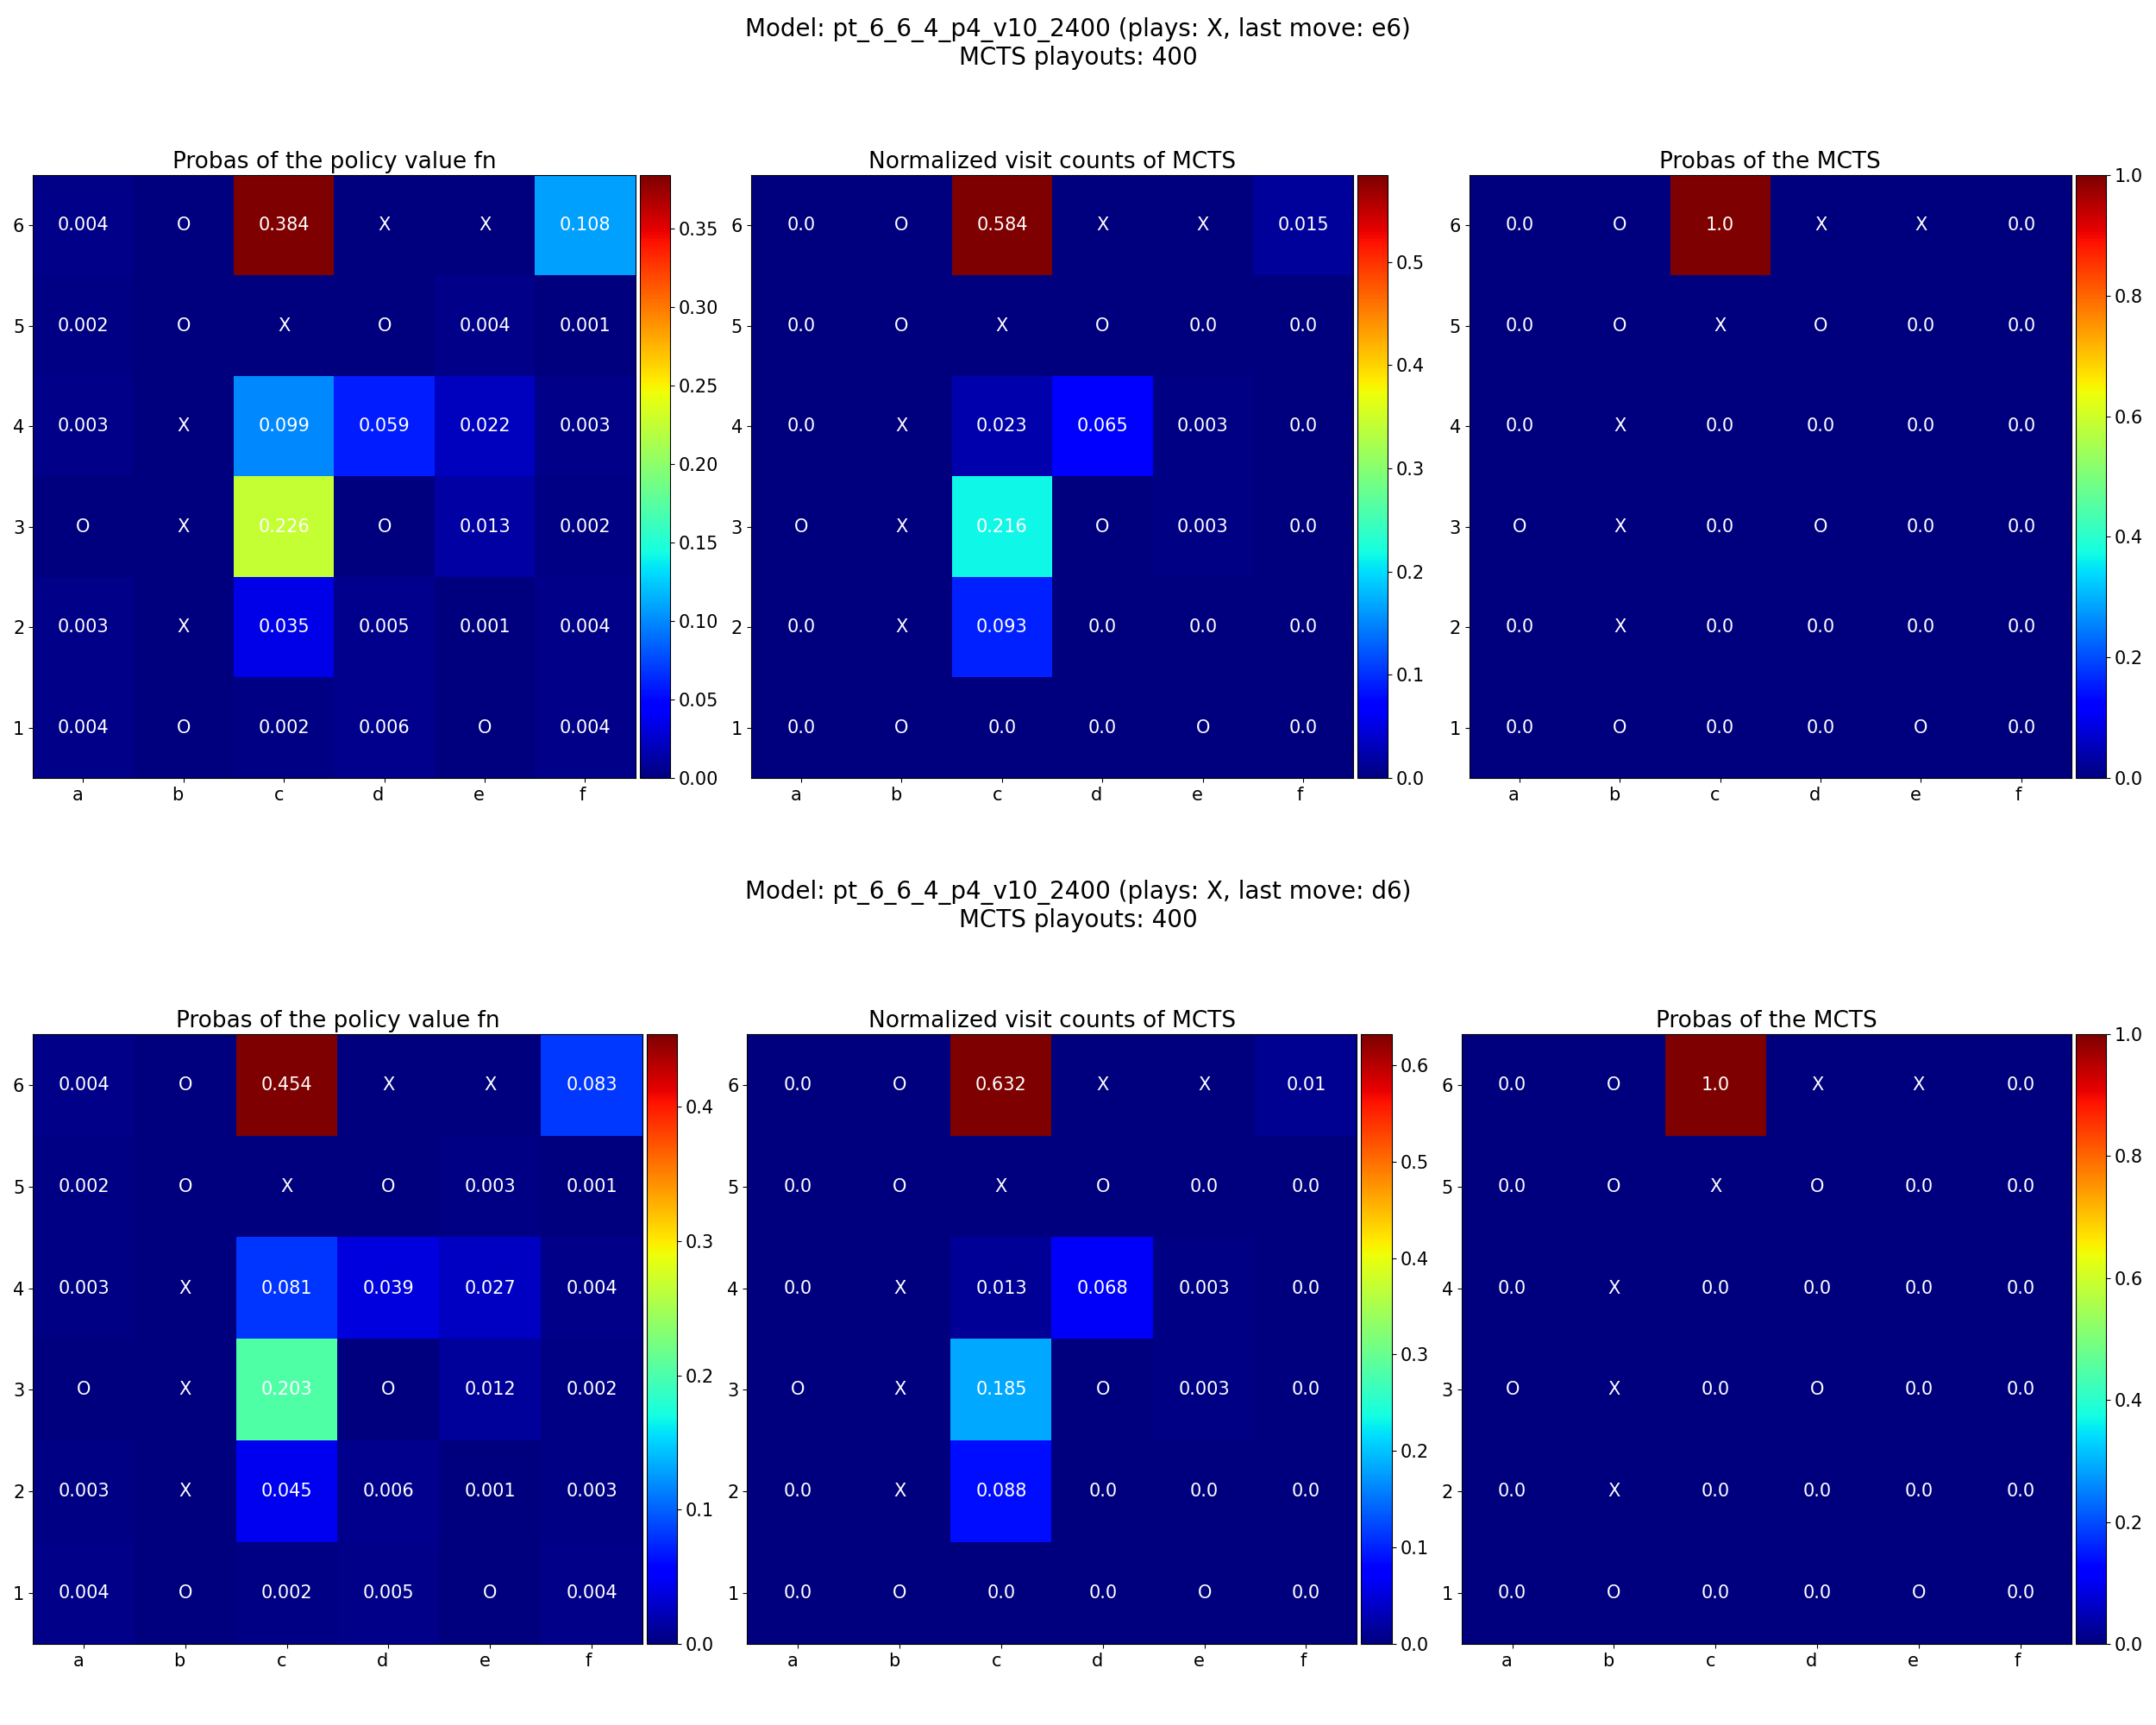 Model: pt_6_6_4_p4_v10_2400 (plays: X, last move: e6)
MCTS playouts: 400
Probas of the policy value fn
6 0.004 O 0.384 X X 0.108
5 0.002 O X O 0.004 0.001
4 0.003 X 0.099 0.059 0.022 0.003
3 O X 0.226 O 0.013 0.002
2 0.003 X 0.035 0.005 0.001 0.004
1 0.004 O 0.002 0.006 O 0.004
a b c d e f
0.35
0.30
0.25
0.20
0.15
0.10
0.05
0.00
Normalized visit counts of MCTS
6 0.0 O 0.584 X X 0.015
5 0.0 O X O 0.0 0.0
4 0.0 X 0.023 0.065 0.003 0.0
3 O X 0.216 O 0.003 0.0
2 0.0 X 0.093 0.0 0.0 0.0
1 0.0 O 0.0 0.0 O 0.0
a b c d e f
0.5
0.4
0.3
0.2
0.1
0.0
Probas of the MCTS
6 0.0 O 1.0 X X 0.0
5 0.0 O X O 0.0 0.0
4 0.0 X 0.0 0.0 0.0 0.0
3 O X 0.0 O 0.0 0.0
2 0.0 X 0.0 0.0 0.0 0.0
1 0.0 O 0.0 0.0 O 0.0
a b c d e f
1.0
0.8
0.6
0.4
0.2
0.0
Model: pt_6_6_4_p4_v10_2400 (plays: X, last move: d6)
MCTS playouts: 400
Probas of the policy value fn
6 0.004 O 0.454 X X 0.083
5 0.002 O X O 0.003 0.001
4 0.003 X 0.081 0.039 0.027 0.004
3 O X 0.203 O 0.012 0.002
2 0.003 X 0.045 0.006 0.001 0.003
1 0.004 O 0.002 0.005 O 0.004
a b c d e f
0.4
0.3
0.2
0.1
0.0
Normalized visit counts of MCTS
6 0.0 O 0.632 X X 0.01
5 0.0 O X O 0.0 0.0
4 0.0 X 0.013 0.068 0.003 0.0
3 O X 0.185 O 0.003 0.0
2 0.0 X 0.088 0.0 0.0 0.0
1 0.0 O 0.0 0.0 O 0.0
a b c d e f
0.6
0.5
0.4
0.3
0.2
0.1
0.0
Probas of the MCTS
6 0.0 O 1.0 X X 0.0
5 0.0 O X O 0.0 0.0
4 0.0 X 0.0 0.0 0.0 0.0
3 O X 0.0 O 0.0 0.0
2 0.0 X 0.0 0.0 0.0 0.0
1 0.0 O 0.0 0.0 O 0.0
a b c d e f
1.0
0.8
0.6
0.4
0.2
0.0